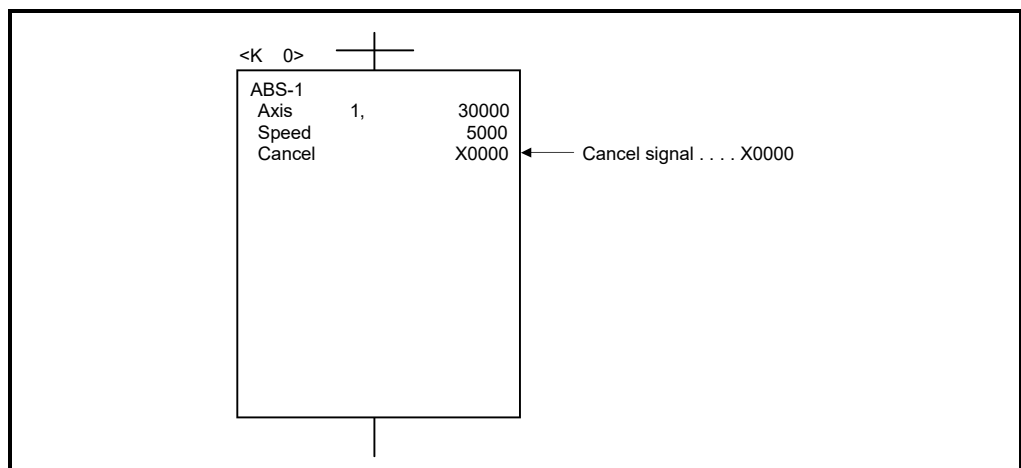 <K 0>
ABS-1
Axis 1, 30000
Speed 5000
Cancel X0000
Cancel signal . . . . X0000